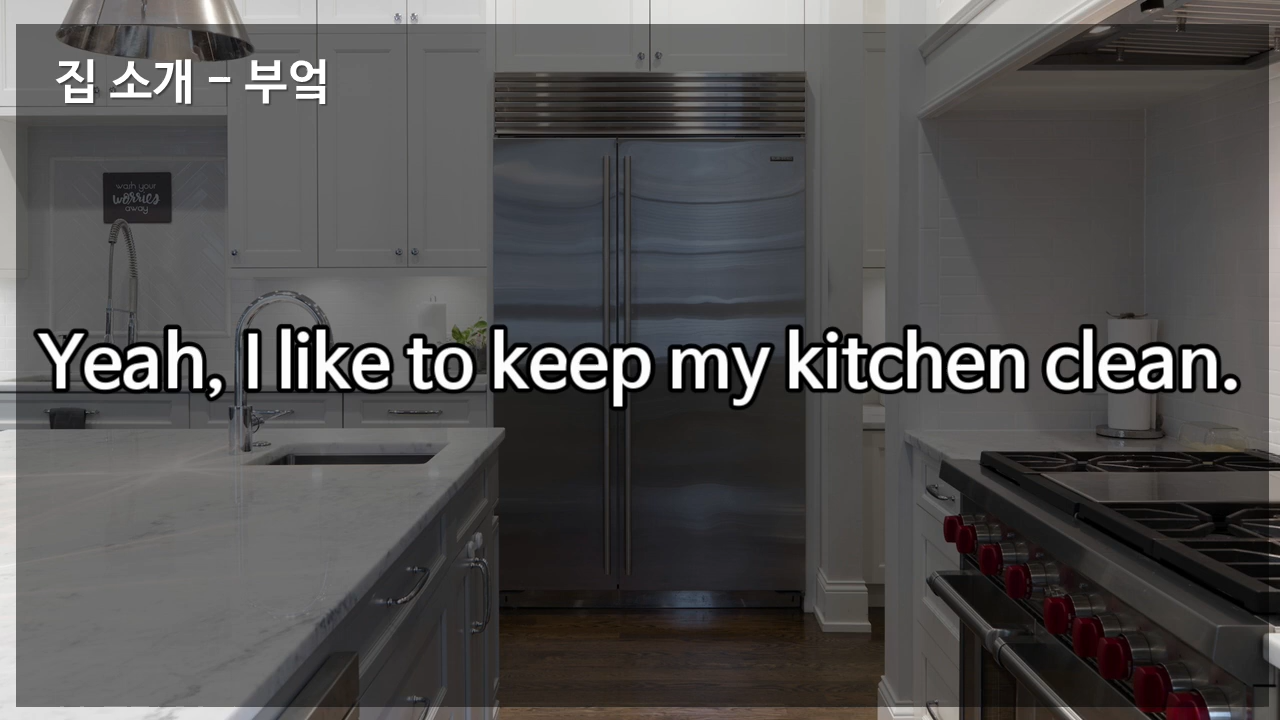 집 소개 - 부엌
wash your
worries
away
Yeah, I like to keep my kitchen clean.